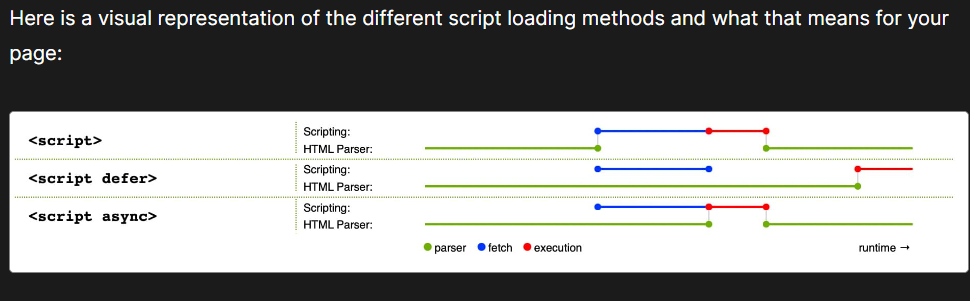 Here is a visual representation of the different script loading methods and what that means for your
page:
<script>
Scripting:
HTML Parser:
<script defer>
Scripting:
HTML Parser:
<script async>
Scripting:
HTML Parser:
parser fetch execution runtime →